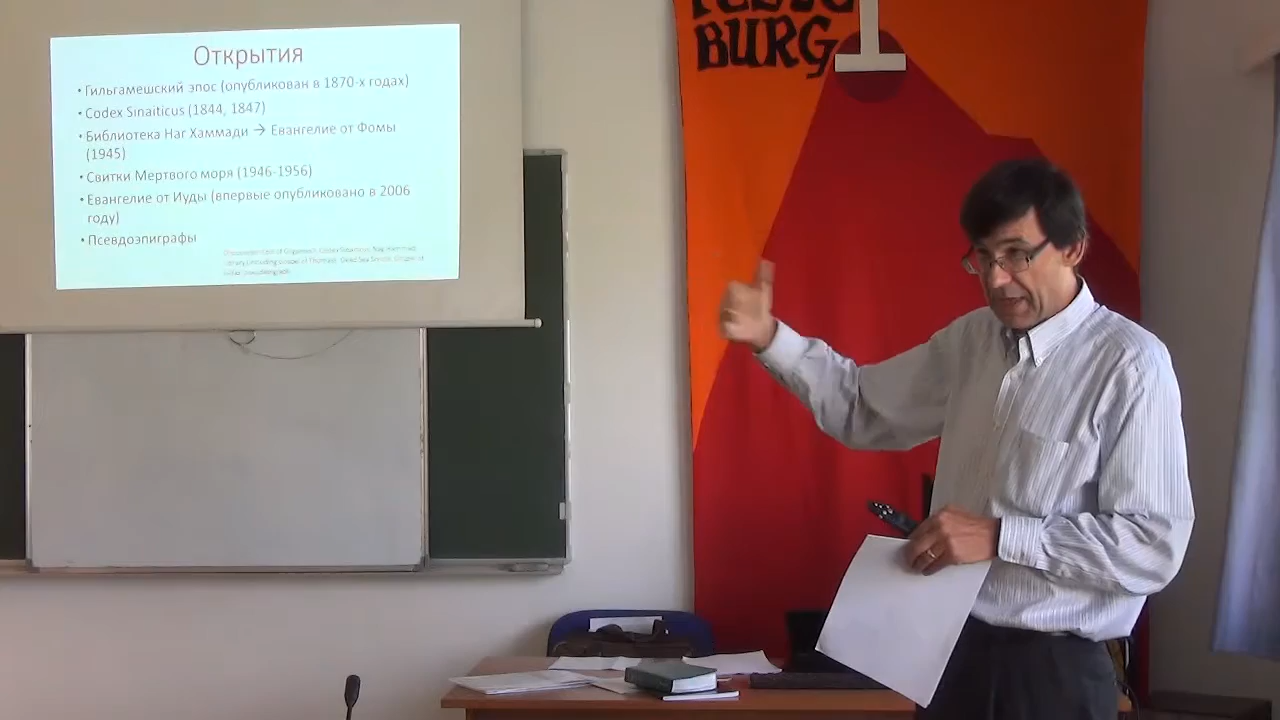 Открытия
• Гильгамешский эпос (опубликован в 1870-х годах)
• Codex Sinaiticus (1844, 1847)
• Библиотека Наг Хаммади → Евангелие от Фомы
(1945)
• Свитки Мертвого моря (1946-1956)
• Евангелие от Иуды (впервые опубликовано в 2006
году)
• Псевдоэпиграфы
BURG